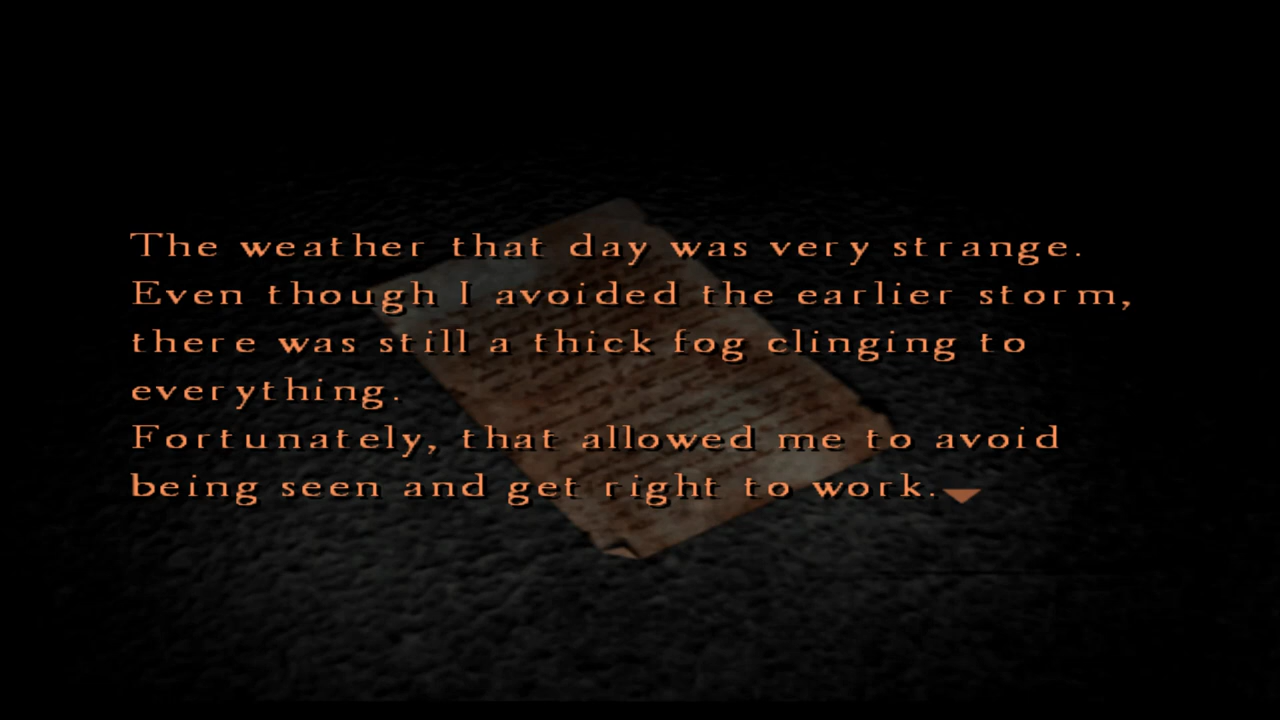 The weather that day was very strange.
Even though I avoided the earlier storm,
there was still a thick fog clinging to
everything.
Fortunately, that allowed me to avoid
being seen and get right to work.